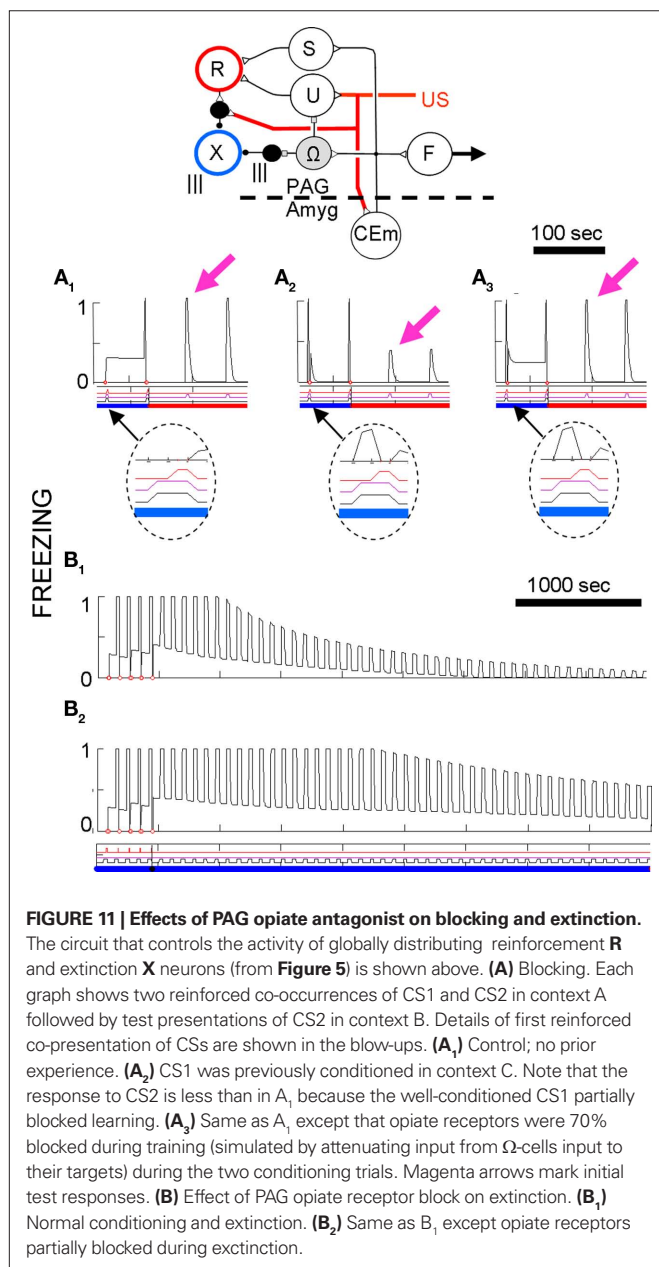 S
R
U
US
X
Ω
F
PAG
Amyg
CEm
100 sec
A1
A2
A3
1
0
FREEZING
B1
1000 sec
1
0
B2
1
0
FIGURE 11 | Effects of PAG opiate antagonist on blocking and extinction.
The circuit that controls the activity of globally distributing reinforcement R
and extinction X neurons (from Figure 5) is shown above. (A) Blocking. Each
graph shows two reinforced co-occurrences of CS1 and CS2 in context A
followed by test presentations of CS2 in context B. Details of first reinforced
co-presentation of CSs are shown in the blow-ups. (A1) Control; no prior
experience. (A2) CS1 was previously conditioned in context C. Note that the
response to CS2 is less than in A1 because the well-conditioned CS1 partially
blocked learning. (A3) Same as A1 except that opiate receptors were 70%
blocked during training (simulated by attenuating input from Ω-cells input to
their targets) during the two conditioning trials. Magenta arrows mark initial
test responses. (B) Effect of PAG opiate receptor block on extinction. (B1)
Normal conditioning and extinction. (B2) Same as B1 except opiate receptors
partially blocked during exctinction.